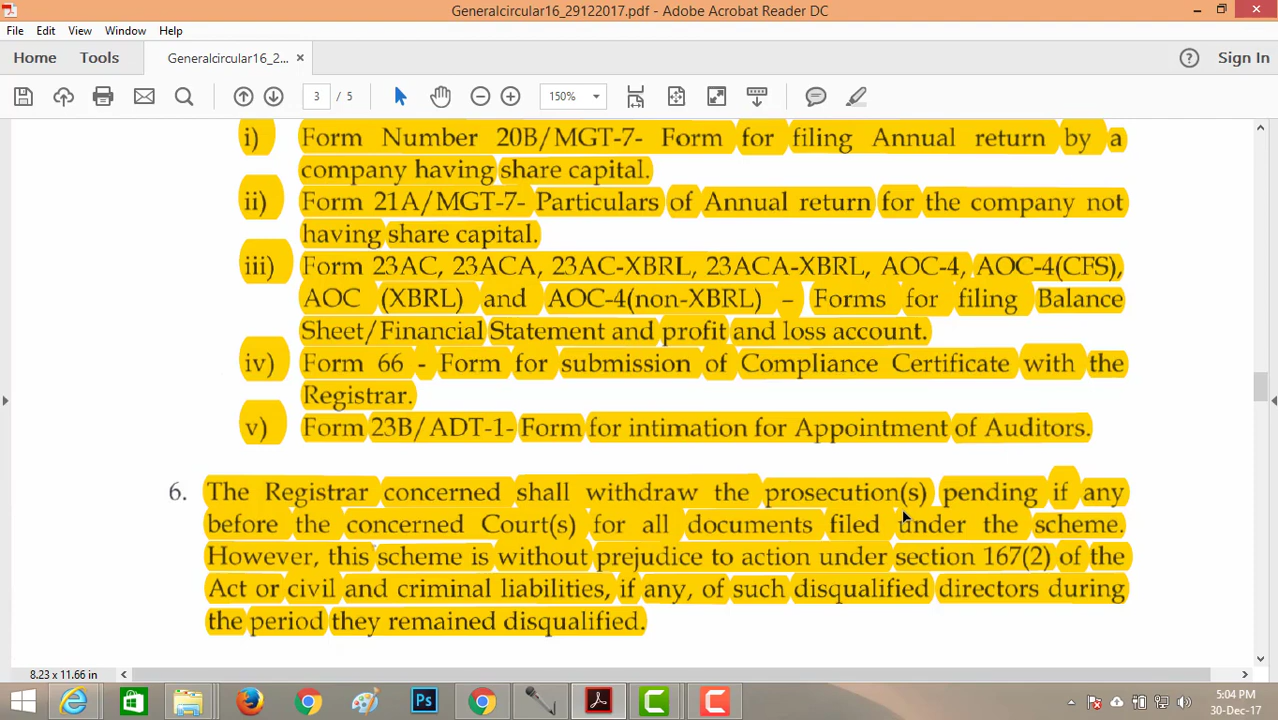 Generalcircular16_29122017.pdf - Adobe Acrobat Reader DC
File Edit View Window Help
Home Tools Generalcircular16_2... × ? Sign In
3 / 5 150%
i) Form Number 20B/MGT-7- Form for filing Annual return by a
company having share capital.
ii) Form 21A/MGT-7- Particulars of Annual return for the company not
having share capital.
iii) Form 23AC, 23ACA, 23AC-XBRL, 23ACA-XBRL, AOC-4, AOC-4(CFS),
AOC (XBRL) and AOC-4(non-XBRL) – Forms for filing Balance
Sheet/Financial Statement and profit and loss account.
iv) Form 66 - Form for submission of Compliance Certificate with the
Registrar.
v) Form 23B/ADT-1- Form for intimation for Appointment of Auditors.
6. The Registrar concerned shall withdraw the prosecution(s) pending if any
before the concerned Court(s) for all documents filed under the scheme.
However, this scheme is without prejudice to action under section 167(2) of the
Act or civil and criminal liabilities, if any, of such disqualified directors during
the period they remained disqualified.
8.23 x 11.66 in
Ps
5:04 PM
30-Dec-17